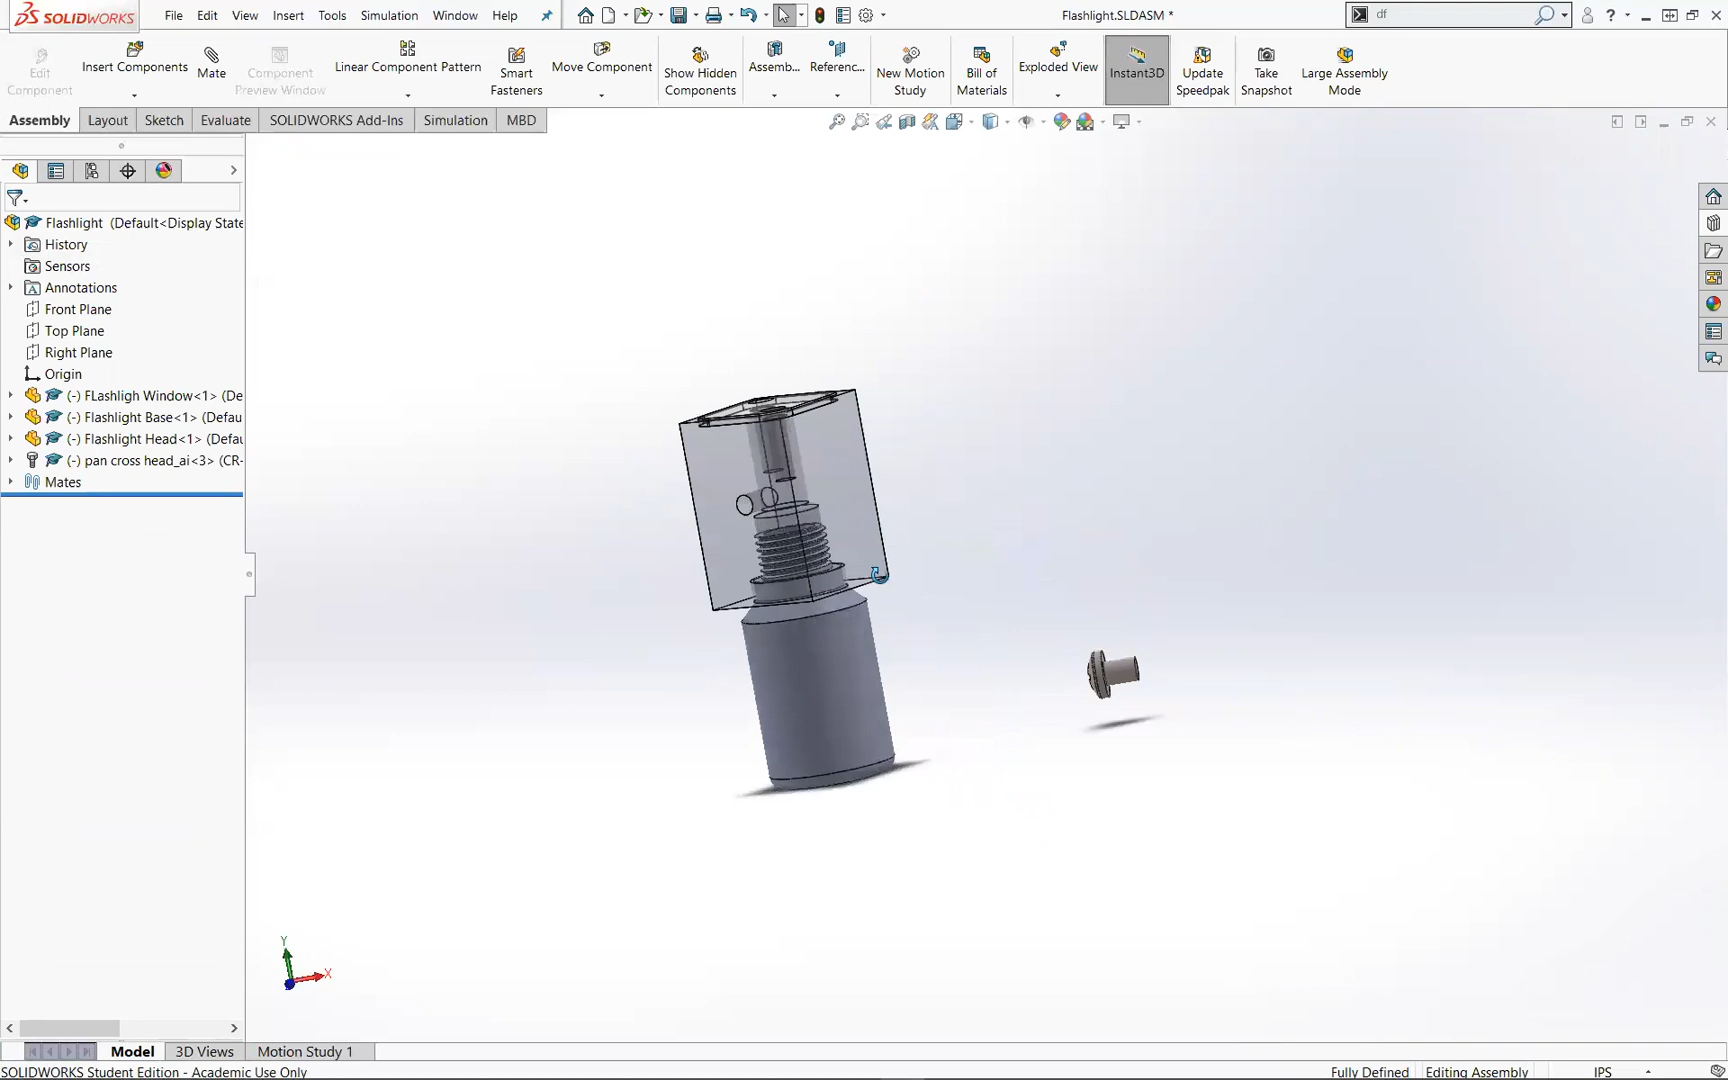 SOLIDWORKS File Edit View Insert Tools Simulation Window Help Flashlight.SLDASM * df ?
Edit Component
Insert Components
Mate
Component Preview Window
Linear Component Pattern
Smart Fasteners
Move Component
Show Hidden Components
Assemb...
Referenc...
New Motion Study
Bill of Materials
Exploded View
Instant3D
Update Speedpak
Take Snapshot
Large Assembly Mode
Assembly Layout Sketch Evaluate SOLIDWORKS Add-Ins Simulation MBD
Flashlight (Default<Display State
History
Sensors
Annotations
Front Plane
Top Plane
Right Plane
Origin
(-) FLashligh Window<1> (De
(-) Flashlight Base<1> (Defau
(-) Flashlight Head<1> (Defau
(-) pan cross head_ai<3> (CR-
Mates
Y
X
Model 3D Views Motion Study 1
SOLIDWORKS Student Edition - Academic Use Only Fully Defined Editing Assembly IPS